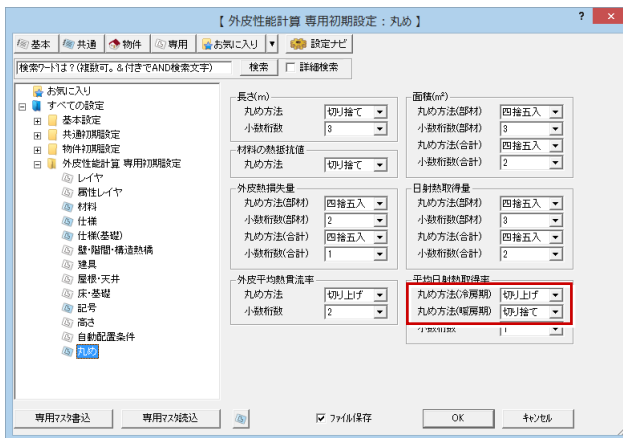 【 外皮性能計算 専用初期設定：丸め 】
? x
基本 共通 物件 専用 お気に入り ▼ 設定ナビ
検索ワードは？(複数可。&付きでAND検索文字) 検索 詳細検索
お気に入り
すべての設定
基本設定
共通初期設定
物件初期設定
外皮性能計算 専用初期設定
レイヤ
属性レイヤ
材料
仕様
仕様(基礎)
壁・階間・構造熱橋
建具
屋根・天井
床・基礎
記号
高さ
自動配置条件
丸め
長さ(m)
丸め方法 切り捨て
小数桁数 3
材料の熱抵抗値
丸め方法 切り捨て
外皮熱損失量
丸め方法(部材) 四捨五入
小数桁数(部材) 2
丸め方法(合計) 四捨五入
小数桁数(合計) 1
外皮平均熱貫流率
丸め方法 切り上げ
小数桁数 2
面積(m²)
丸め方法(部材) 四捨五入
小数桁数(部材) 3
丸め方法(合計) 四捨五入
小数桁数(合計) 2
日射熱取得量
丸め方法(部材) 四捨五入
小数桁数(部材) 3
丸め方法(合計) 四捨五入
小数桁数(合計) 2
平均日射熱取得率
丸め方法(冷房期) 切り上げ
丸め方法(暖房期) 切り捨て
小数桁数 1
専用マスタ書込 専用マスタ読込 ファイル保存 OK キャンセル